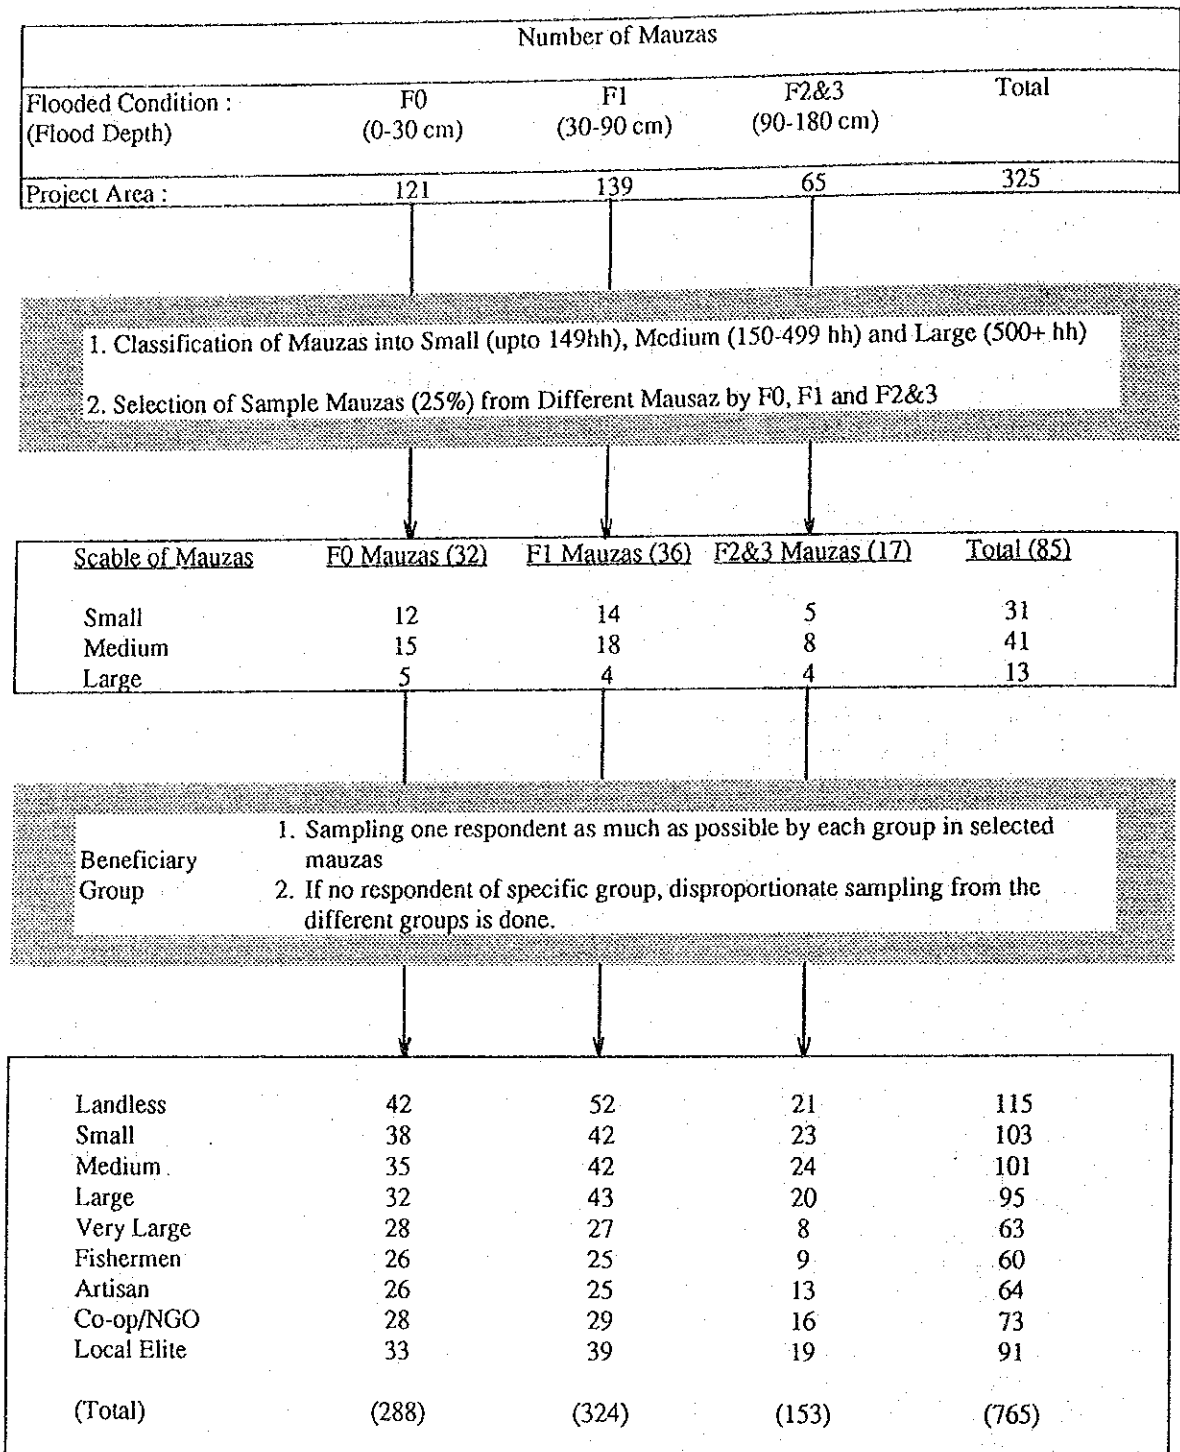 Number of Mauzas
Flooded Condition : F0 F1 F2&3 Total
(Flood Depth) (0-30 cm) (30-90 cm) (90-180 cm)
Project Area : 121 139 65 325
1. Classification of Mauzas into Small (upto 149hh), Medium (150-499 hh) and Large (500+ hh)
2. Selection of Sample Mauzas (25%) from Different Mausaz by F0, F1 and F2&3
Scable of Mauzas F0 Mauzas (32) F1 Mauzas (36) F2&3 Mauzas (17) Total (85)
Small 12 14 5 31
Medium 15 18 8 41
Large 5 4 4 13
Beneficiary Group
1. Sampling one respondent as much as possible by each group in selected
mauzas
2. If no respondent of specific group, disproportionate sampling from the
different groups is done.
Landless 42 52 21 115
Small 38 42 23 103
Medium 35 42 24 101
Large 32 43 20 95
Very Large 28 27 8 63
Fishermen 26 25 9 60
Artisan 26 25 13 64
Co-op/NGO 28 29 16 73
Local Elite 33 39 19 91
(Total) (288) (324) (153) (765)